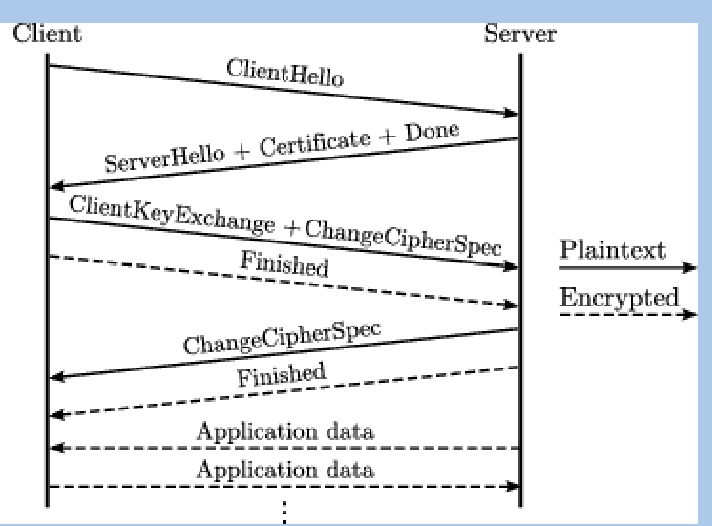 Client
Server
ClientHello
ServerHello + Certificate + Done
ClientKeyExchange +ChangeCipherSpec
Finished
Plaintext
Encrypted
ChangeCipherSpec
Finished
Application data
Application data